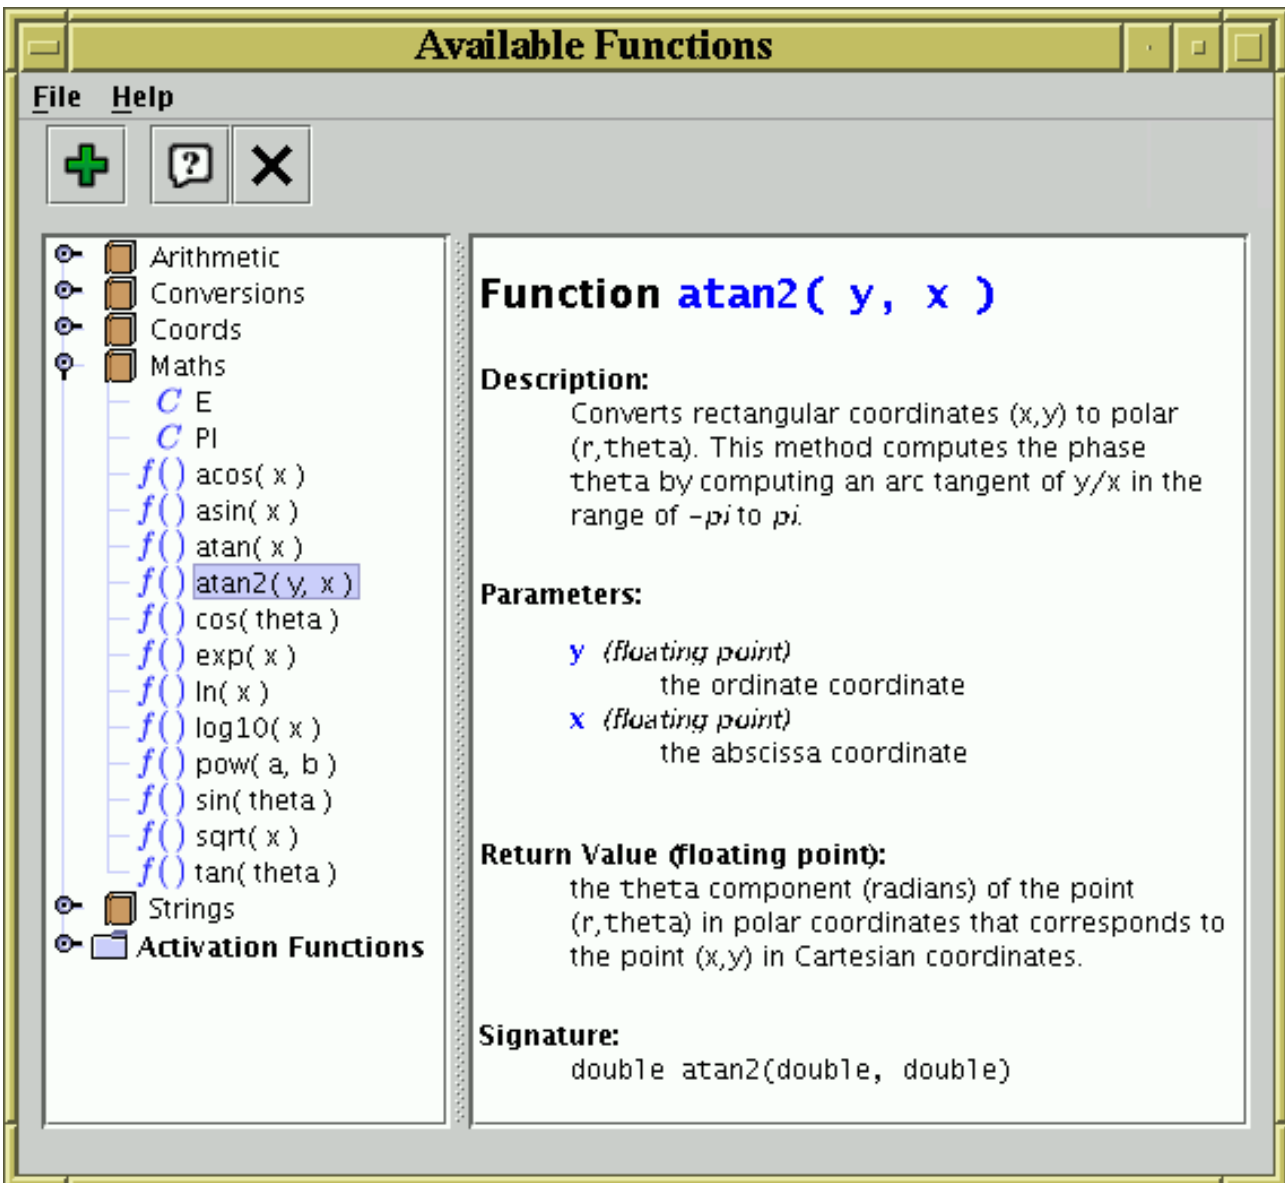 Available Functions
File Help
Arithmetic
Conversions
Coords
Maths
C E
C PI
f() acos( x )
f() asin( x )
f() atan( x )
f() atan2( y, x )
f() cos( theta )
f() exp( x )
f() ln( x )
f() log10( x )
f() pow( a, b )
f() sin( theta )
f() sqrt( x )
f() tan( theta )
Strings
Activation Functions
Function atan2( y, x )
Description:
Converts rectangular coordinates (x,y) to polar
(r,theta). This method computes the phase
theta by computing an arc tangent of y/x in the
range of -pi to pi.
Parameters:
y (floating point)
the ordinate coordinate
x (floating point)
the abscissa coordinate
Return Value (floating point):
the theta component (radians) of the point
(r,theta) in polar coordinates that corresponds to
the point (x,y) in Cartesian coordinates.
Signature:
double atan2(double, double)